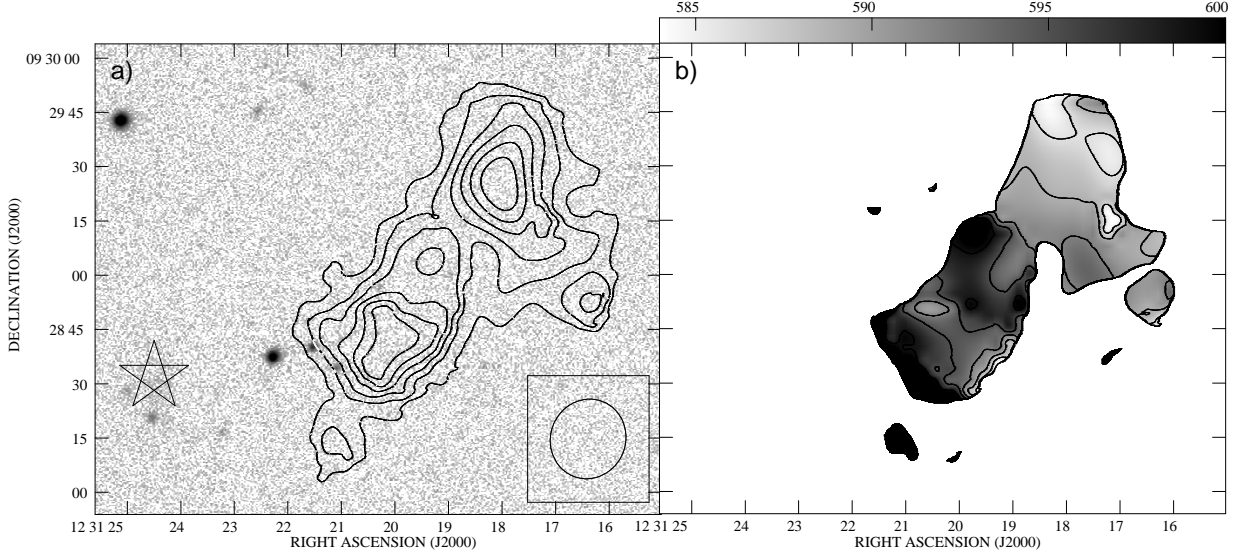 585 590 595 600
a) b)
09 30 00
29 45
30
15
00
28 45
30
15
00
DECLINATION (J2000)
12 31 25 24 23 22 21 20 19 18 17 16 12 31 25 24 23 22 21 20 19 18 17 16
RIGHT ASCENSION (J2000) RIGHT ASCENSION (J2000)